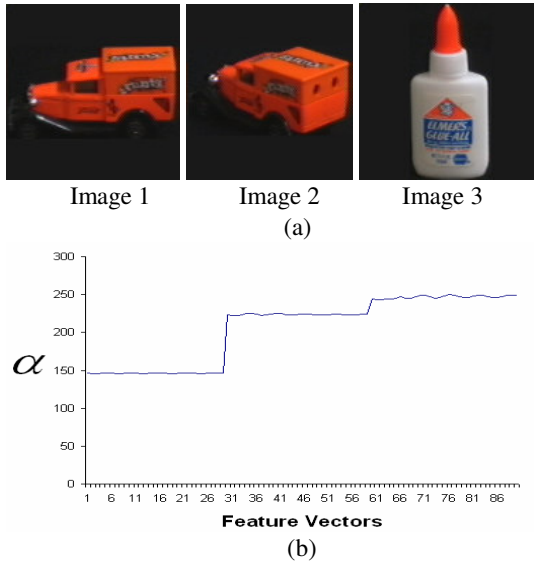 ELMER'S
GLUE-ALL
Image 1
Image 2
Image 3
(a)
300
250
200
150
100
50
0
α
1 6 11 16 21 26 31 36 41 46 51 56 61 66 71 76 81 86
Feature Vectors
(b)